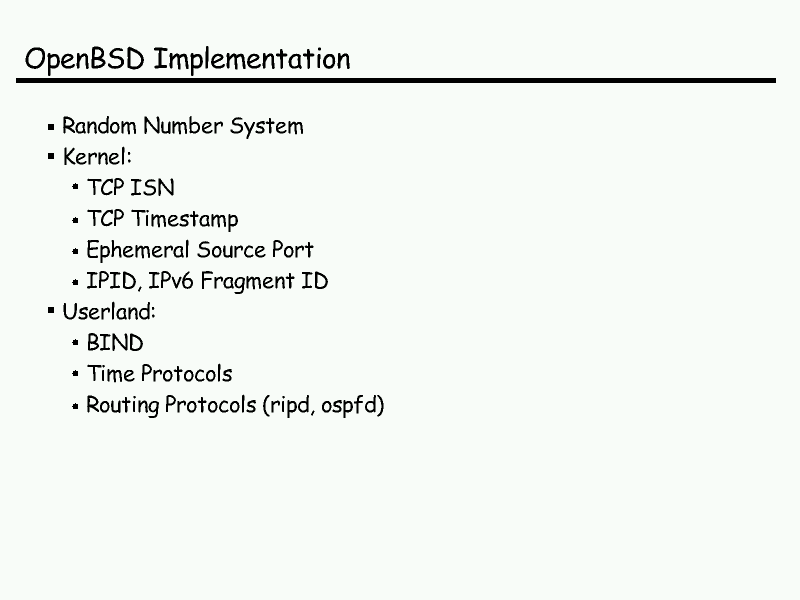 OpenBSD Implementation
▪ Random Number System
▪ Kernel:
• TCP ISN
• TCP Timestamp
• Ephemeral Source Port
• IPID, IPv6 Fragment ID
▪ Userland:
• BIND
• Time Protocols
• Routing Protocols (ripd, ospfd)